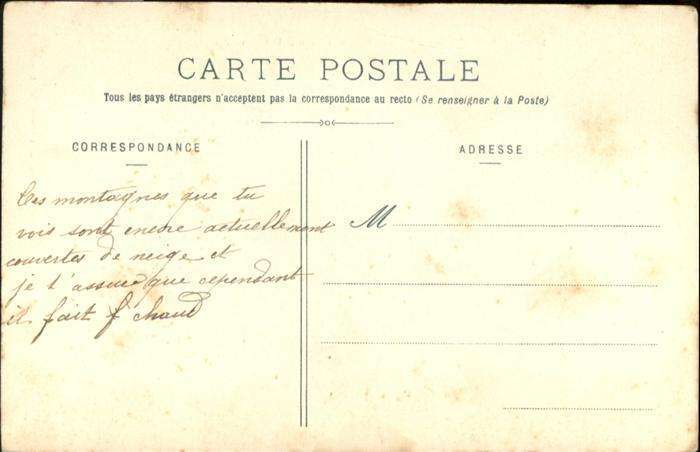 CARTE POSTALE
Tous les pays étrangers n'acceptent pas la correspondance au recto (Se renseigner à la Poste)
CORRESPONDANCE
Ces montagnes que tu
vois sont encore actuellement
couvertes de neige et
je t'assure que cependant
il fait f chaud
ADRESSE
M